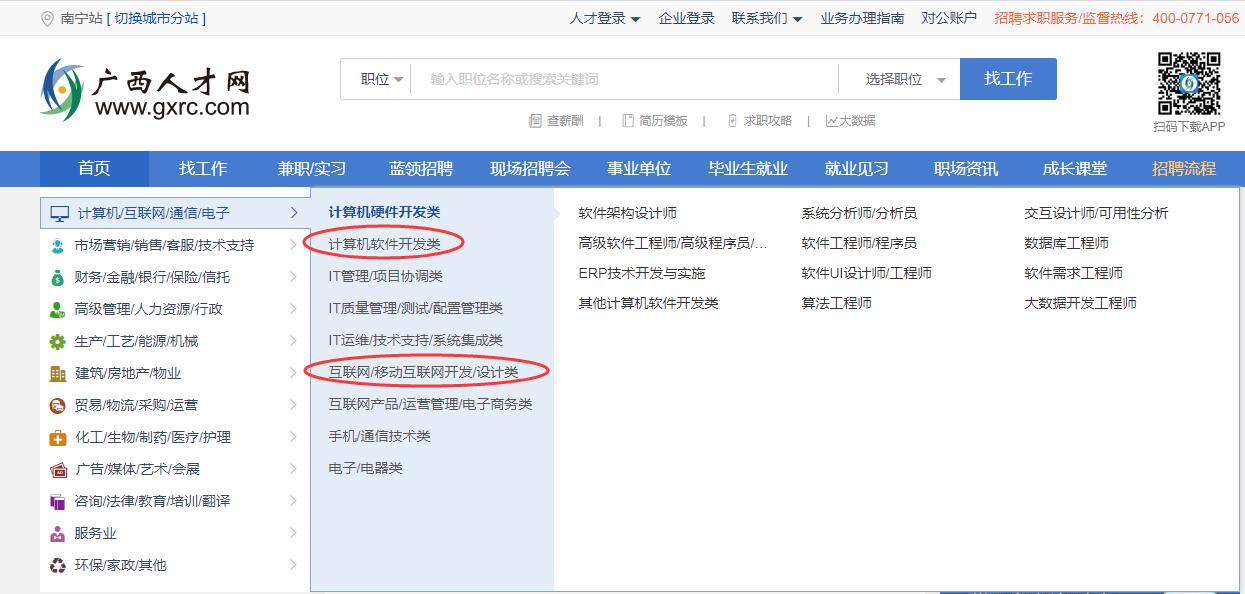 南宁站 [ 切换城市分站 ]
人才登录 企业登录 联系我们 业务办理指南 对公账户 招聘求职服务/监督热线：400-0771-056
广西人才网
www.gxrc.com
职位 输入职位名称或搜索关键词 选择职位 找工作
查薪酬 | 简历模板 | 求职攻略 | 大数据
扫码下载APP
首页 找工作 兼职/实习 蓝领招聘 现场招聘会 事业单位 毕业生就业 就业见习 职场资讯 成长课堂 招聘流程
计算机/互联网/通信/电子
市场营销/销售/客服/技术支持
财务/金融/银行/保险/信托
高级管理/人力资源/行政
生产/工艺/能源/机械
建筑/房地产/物业
贸易/物流/采购/运营
化工/生物/制药/医疗/护理
广告/媒体/艺术/会展
咨询/法律/教育/培训/翻译
服务业
环保/家政/其他
计算机硬件开发类
计算机软件开发类
IT管理/项目协调类
IT质量管理/测试/配置管理类
IT运维/技术支持/系统集成类
互联网/移动互联网开发/设计类
互联网产品/运营管理/电子商务类
手机/通信技术类
电子/电器类
软件架构设计师 系统分析师/分析员 交互设计师/可用性分析
高级软件工程师/高级程序员/... 软件工程师/程序员 数据库工程师
ERP技术开发与实施 软件UI设计师/工程师 软件需求工程师
其他计算机软件开发类 算法工程师 大数据开发工程师